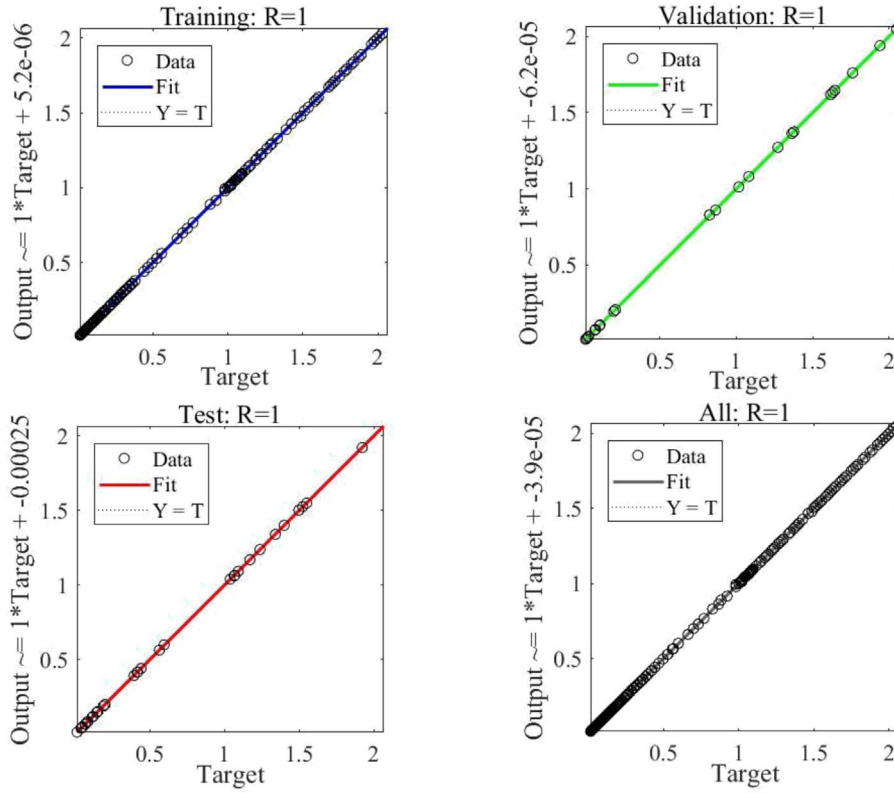 Training: R=1
Output ~= 1*Target + 5.2e-06
2
1.5
1
0.5
Data
Fit
Y = T
0.5
1
1.5
2
Target
Validation: R=1
Output ~= 1*Target + -6.2e-05
2
1.5
1
0.5
Data
Fit
Y = T
0.5
1
1.5
2
Target
Test: R=1
Output ~= 1*Target + -0.00025
2
1.5
1
0.5
Data
Fit
Y = T
0.5
1
1.5
2
Target
All: R=1
Output ~= 1*Target + -3.9e-05
2
1.5
1
0.5
Data
Fit
Y = T
0.5
1
1.5
2
Target